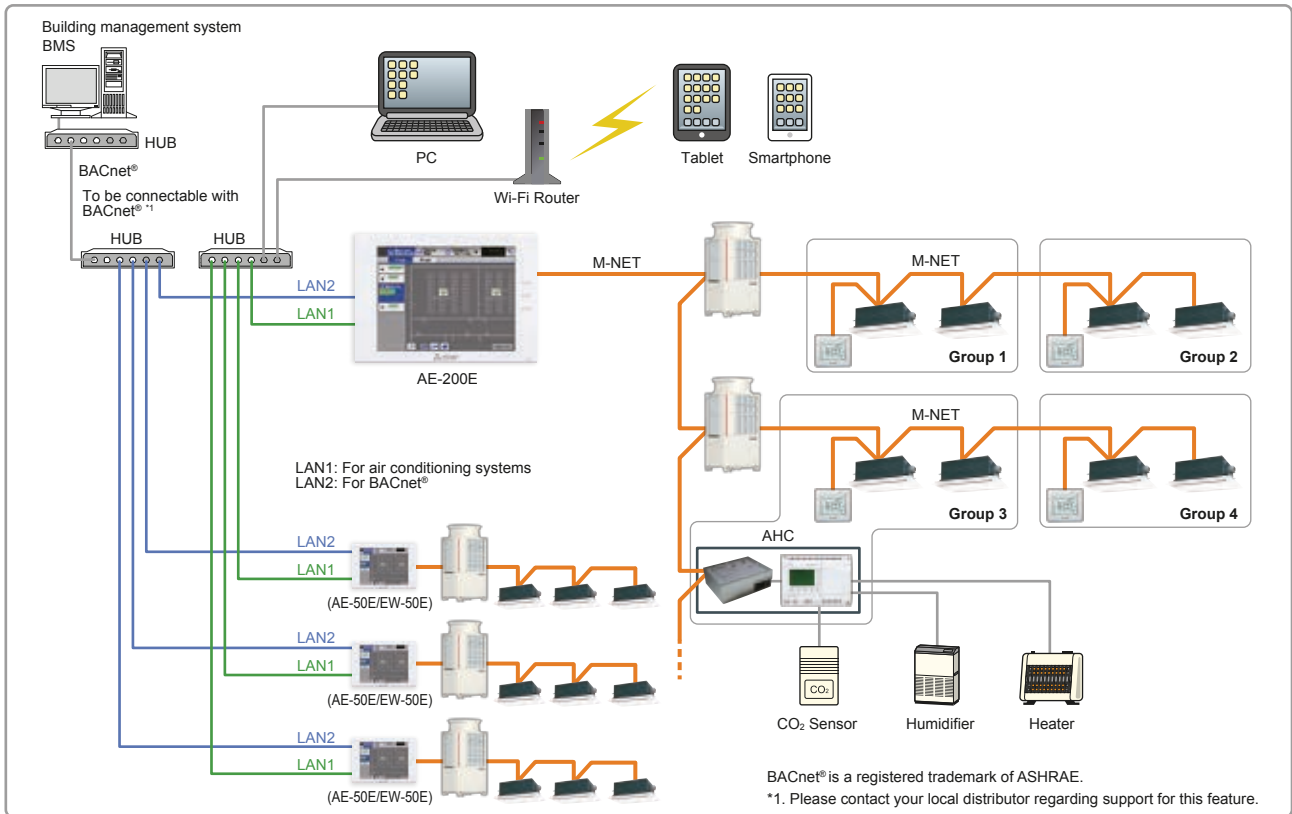 Building management system
BMS
HUB
BACnet®
To be connectable with
BACnet® *1
HUB
HUB
PC
Wi-Fi Router
Tablet
Smartphone
LAN2
LAN1
AE-200E
M-NET
M-NET
Group 1
Group 2
M-NET
Group 3
Group 4
LAN1: For air conditioning systems
LAN2: For BACnet®
AHC
LAN2
LAN1
(AE-50E/EW-50E)
LAN2
LAN1
(AE-50E/EW-50E)
LAN2
LAN1
(AE-50E/EW-50E)
CO₂
CO₂ Sensor
Humidifier
Heater
BACnet® is a registered trademark of ASHRAE.
*1. Please contact your local distributor regarding support for this feature.